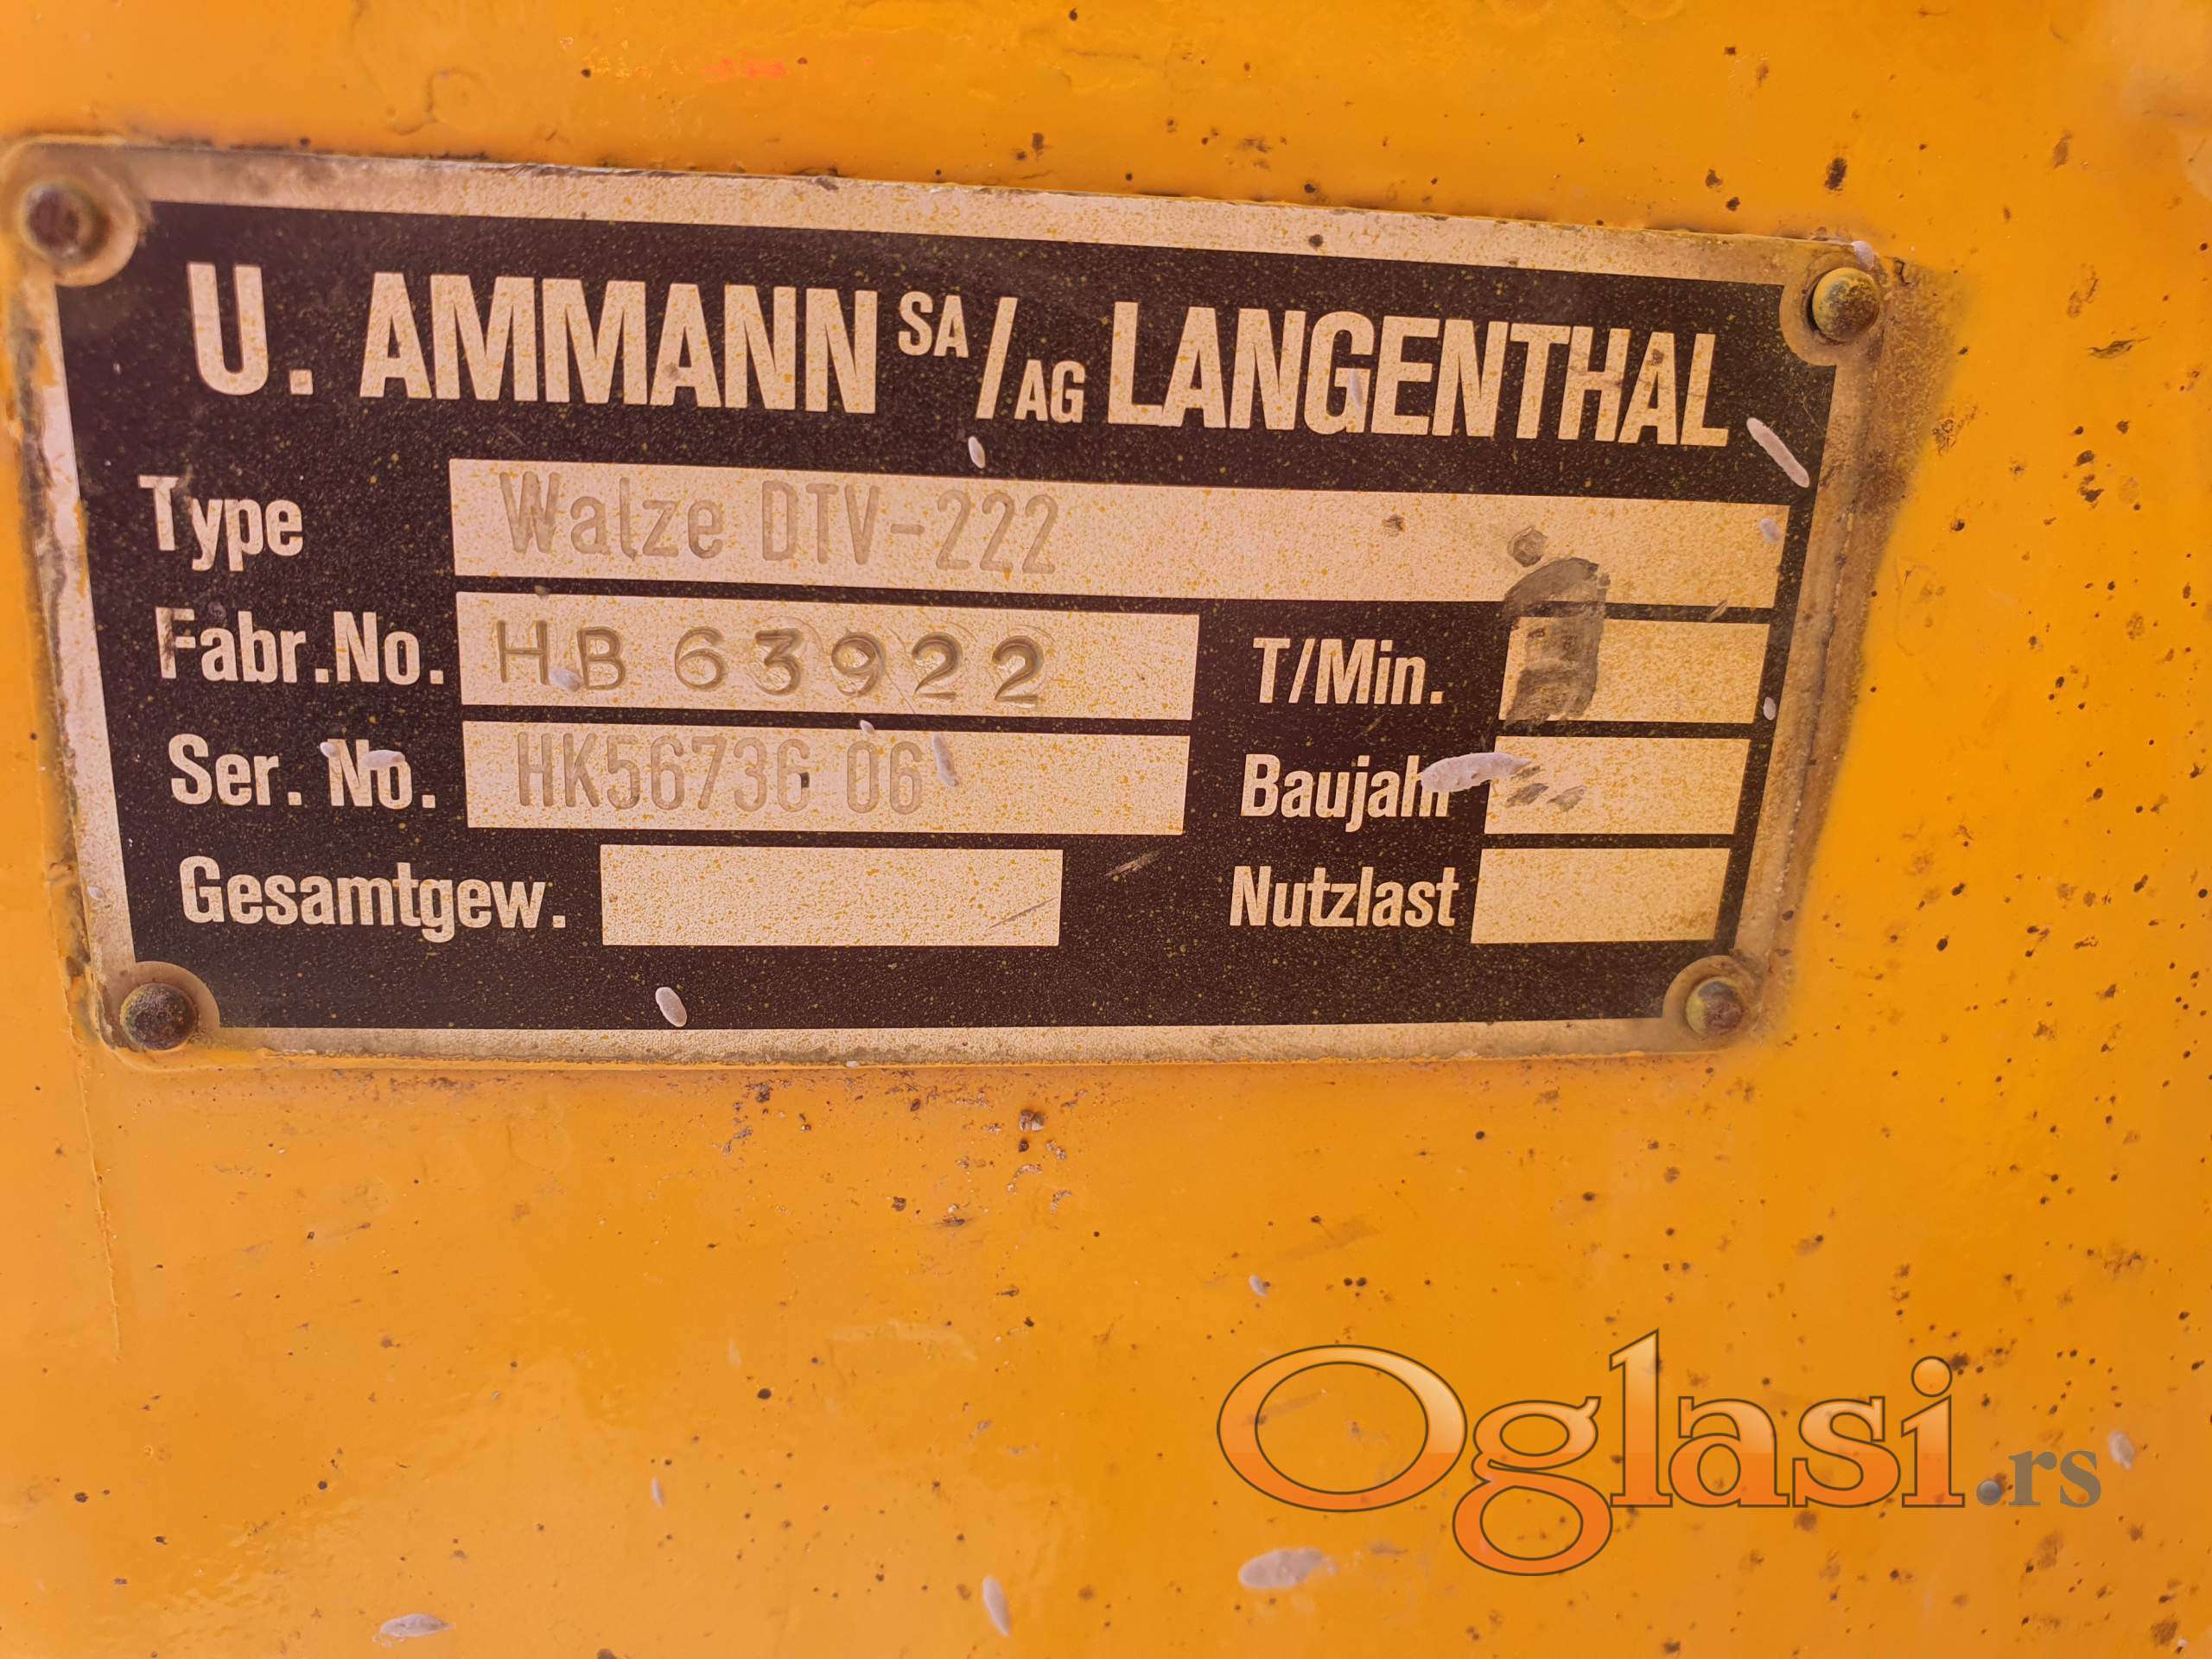 U. AMMANN SA/AG LANGENTHAL
Type Walze DTV-222
Fabr.No. HB 63922 T/Min.
Ser. No. HK56736 06 Baujahr
Gesamtgew. Nutzlast
Oglasi.rs